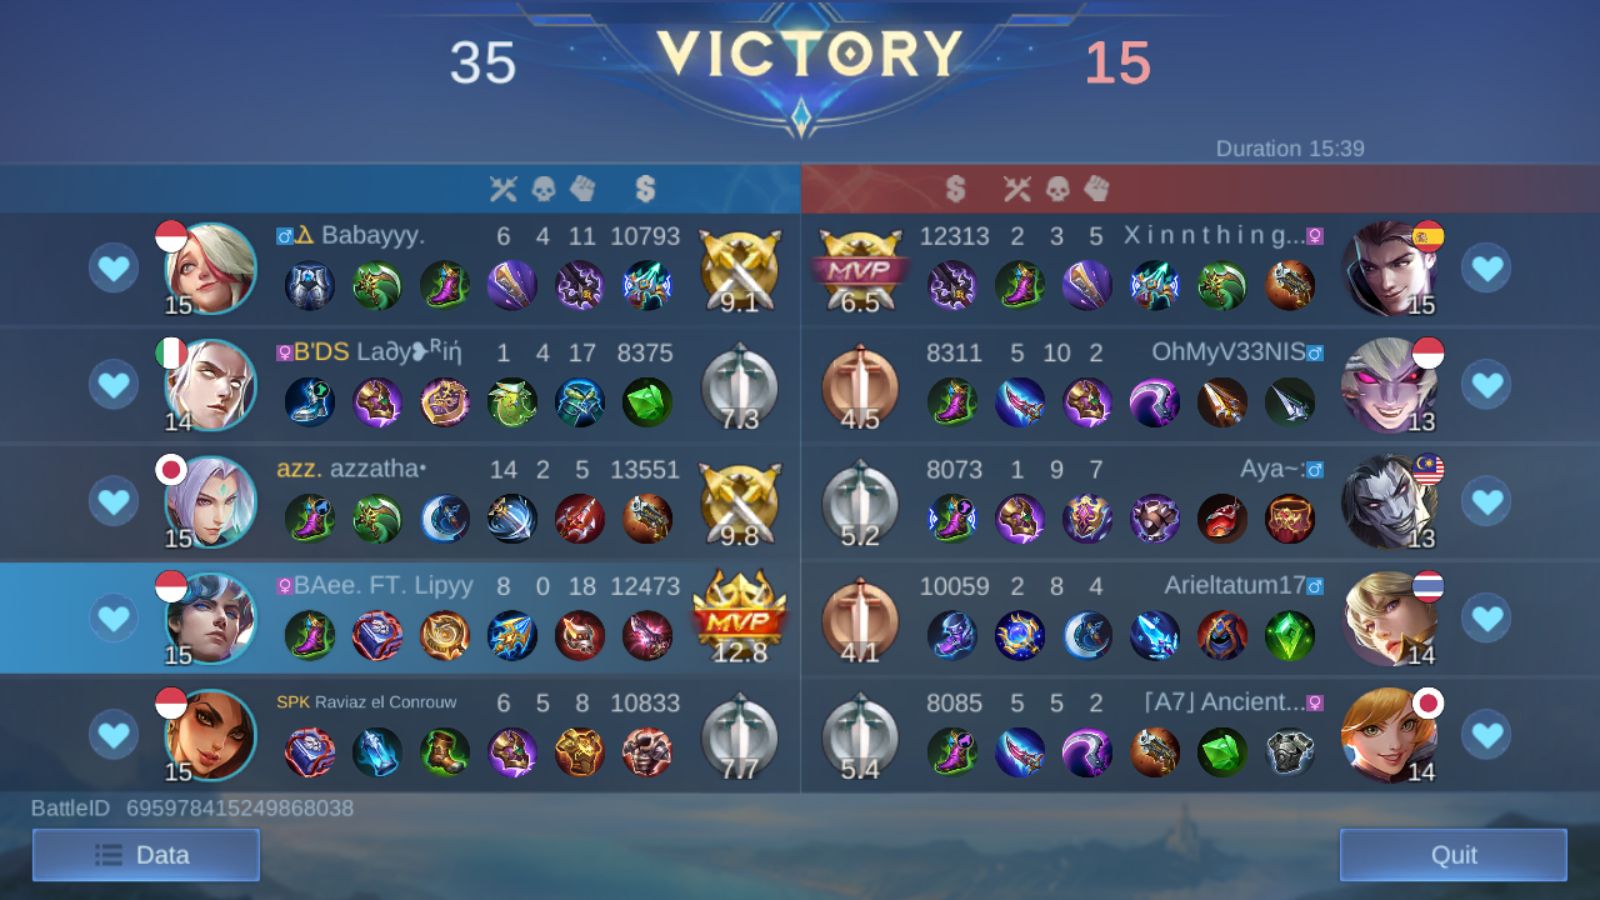 35 VICTORY 15
Duration 15:39
Babayyy. 6 4 11 10793 9.1 15
MVP 6.5 12313 2 3 5 X i n n t h i n g... 15
B'DS La∂y❥ᴿiή 1 4 17 8375 7.3 14
4.5 8311 5 10 2 OhMyV33NIS 13
azz. azzatha• 14 2 5 13551 9.8 15
5.2 8073 1 9 7 Aya~: 13
BAee. FT. Lipyy 8 0 18 12473 MVP 12.8 15
4.1 10059 2 8 4 Arieltatum17 14
SPK Raviaz el Conrouw 6 5 8 10833 7.7 15
5.4 8085 5 5 2 「A7」Ancient... 14
BattleID 695978415249868038
Data
Quit